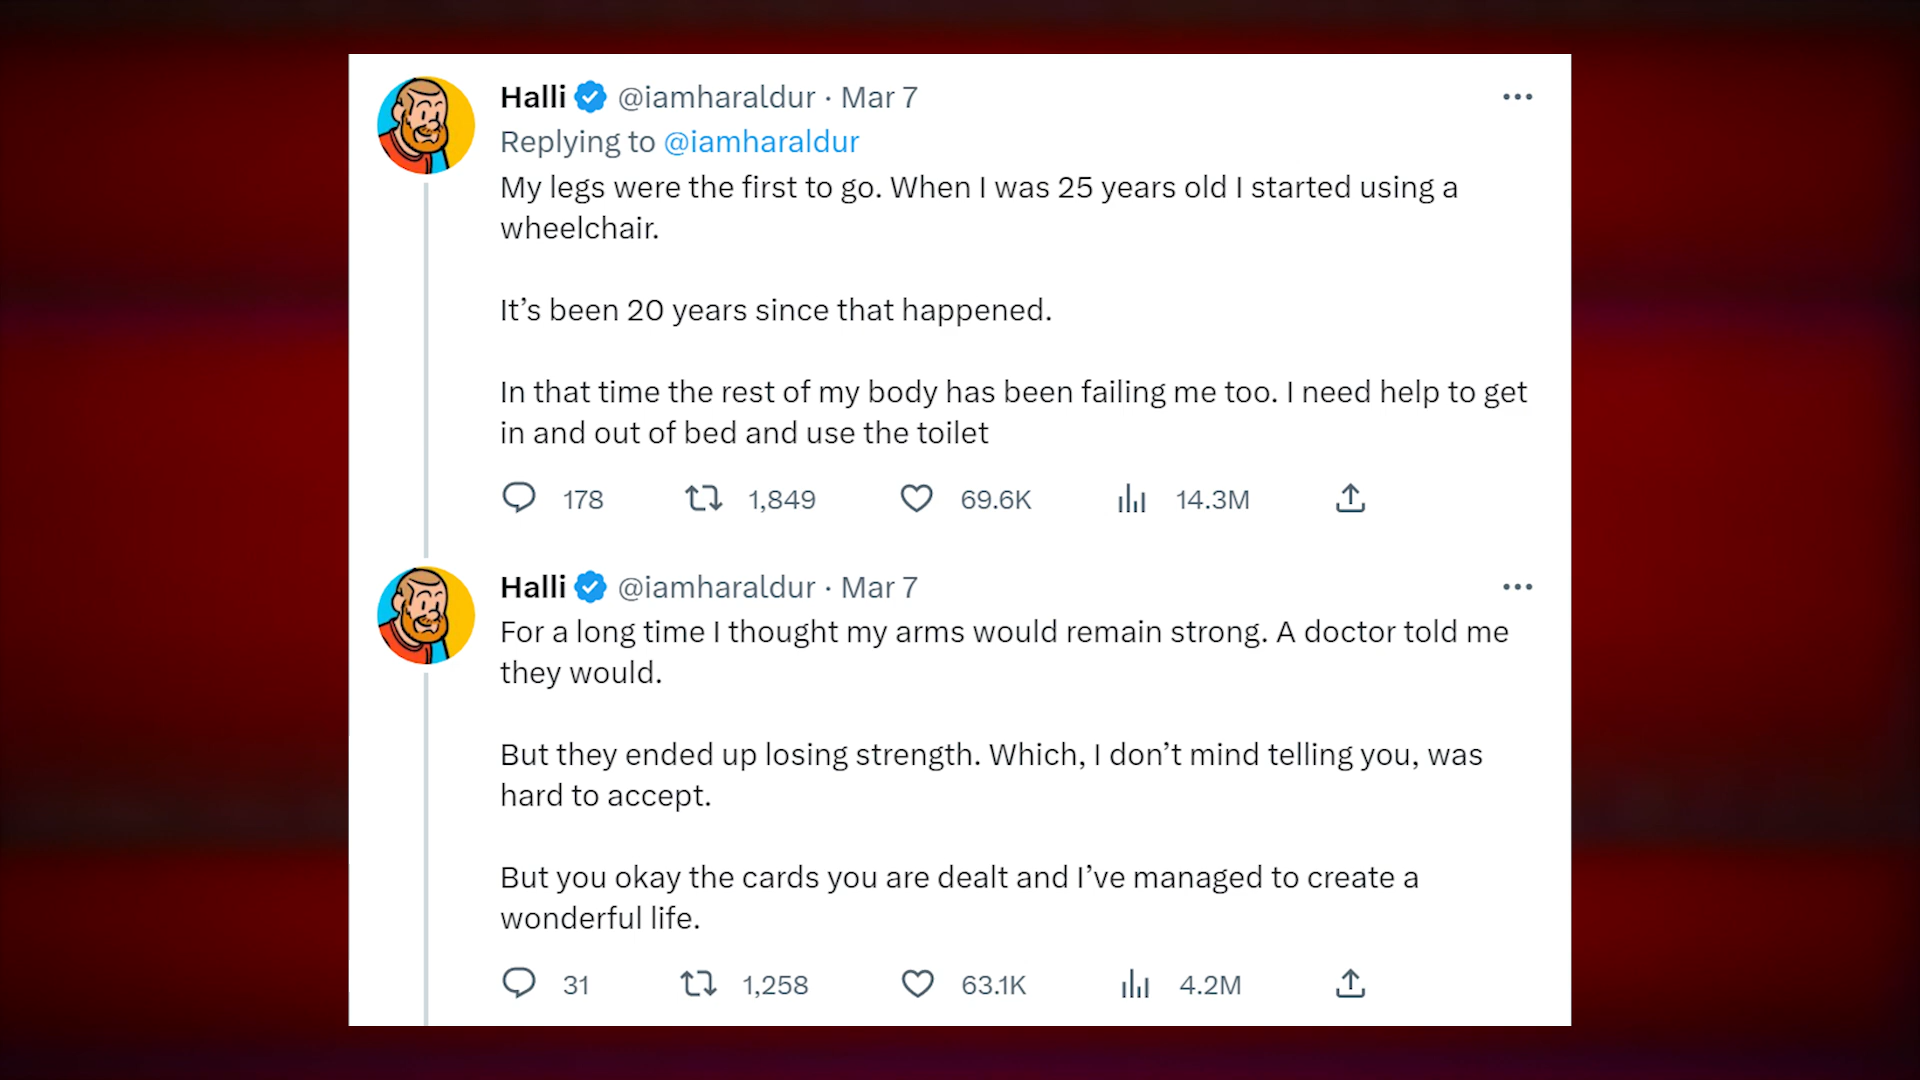 Halli @iamharaldur · Mar 7
Replying to @iamharaldur
My legs were the first to go. When I was 25 years old I started using a
wheelchair.
It’s been 20 years since that happened.
In that time the rest of my body has been failing me too. I need help to get
in and out of bed and use the toilet
178 1,849 69.6K 14.3M
Halli @iamharaldur · Mar 7
For a long time I thought my arms would remain strong. A doctor told me
they would.
But they ended up losing strength. Which, I don’t mind telling you, was
hard to accept.
But you okay the cards you are dealt and I’ve managed to create a
wonderful life.
31 1,258 63.1K 4.2M